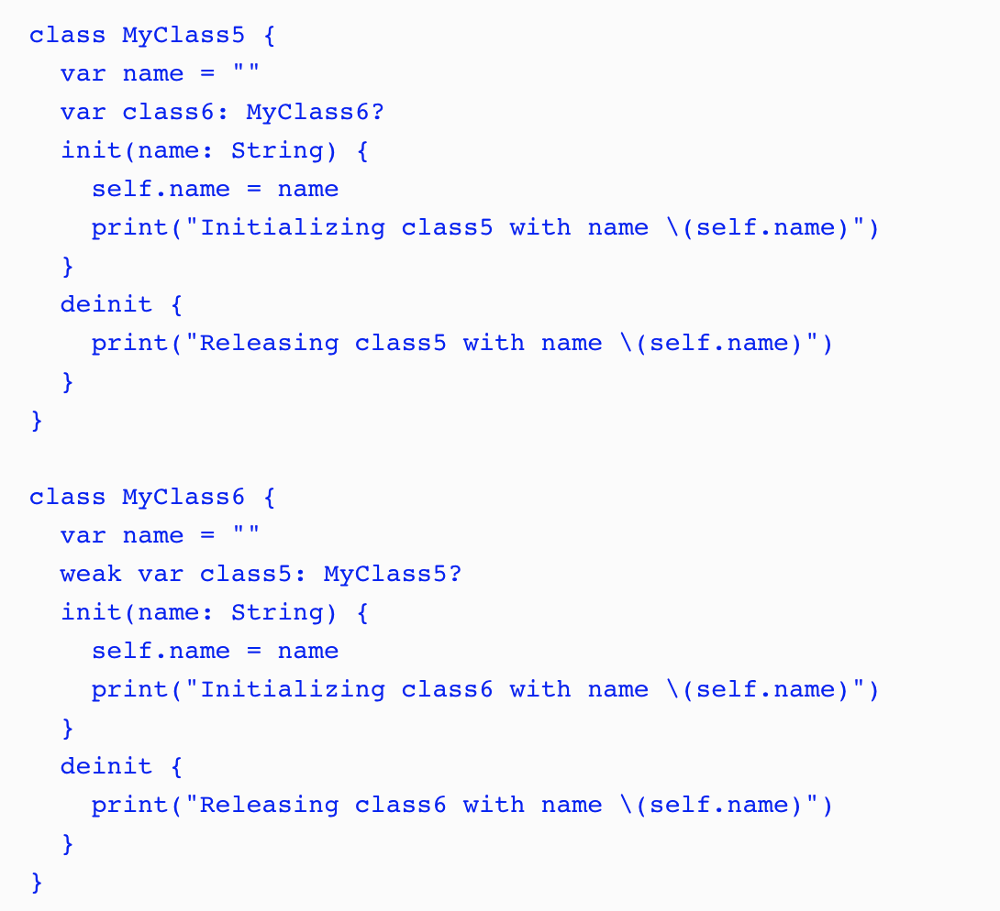 class MyClass5 {
  var name = ""
  var class6: MyClass6?
  init(name: String) {
    self.name = name
    print("Initializing class5 with name \(self.name)")
  }
  deinit {
    print("Releasing class5 with name \(self.name)")
  }
}

class MyClass6 {
  var name = ""
  weak var class5: MyClass5?
  init(name: String) {
    self.name = name
    print("Initializing class6 with name \(self.name)")
  }
  deinit {
    print("Releasing class6 with name \(self.name)")
  }
}